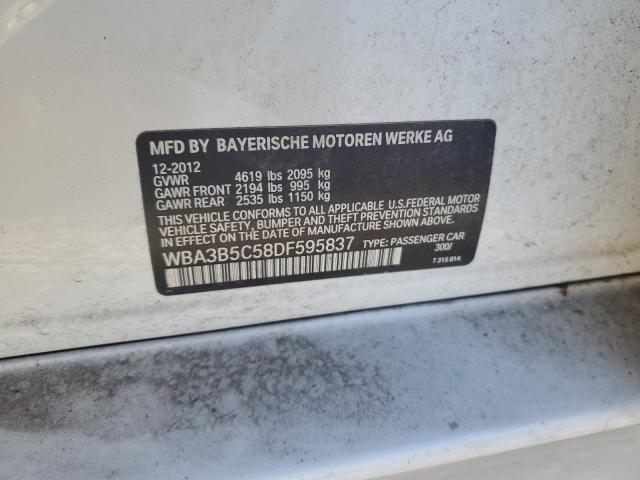 MFD BY BAYERISCHE MOTOREN WERKE AG
12-2012
GVWR 4619 lbs 2095 kg
GAWR FRONT 2194 lbs 995 kg
GAWR REAR 2535 lbs 1150 kg
THIS VEHICLE CONFORMS TO ALL APPLICABLE U.S.FEDERAL MOTOR
VEHICLE SAFETY, BUMPER, AND THEFT PREVENTION
STANDARDS IN EFFECT ON THE DATE OF MANUFACTURE SHOWN ABOVE.
WBA3B5C58DF595837 TYPE: PASSENGER CAR
300/
7 315 814